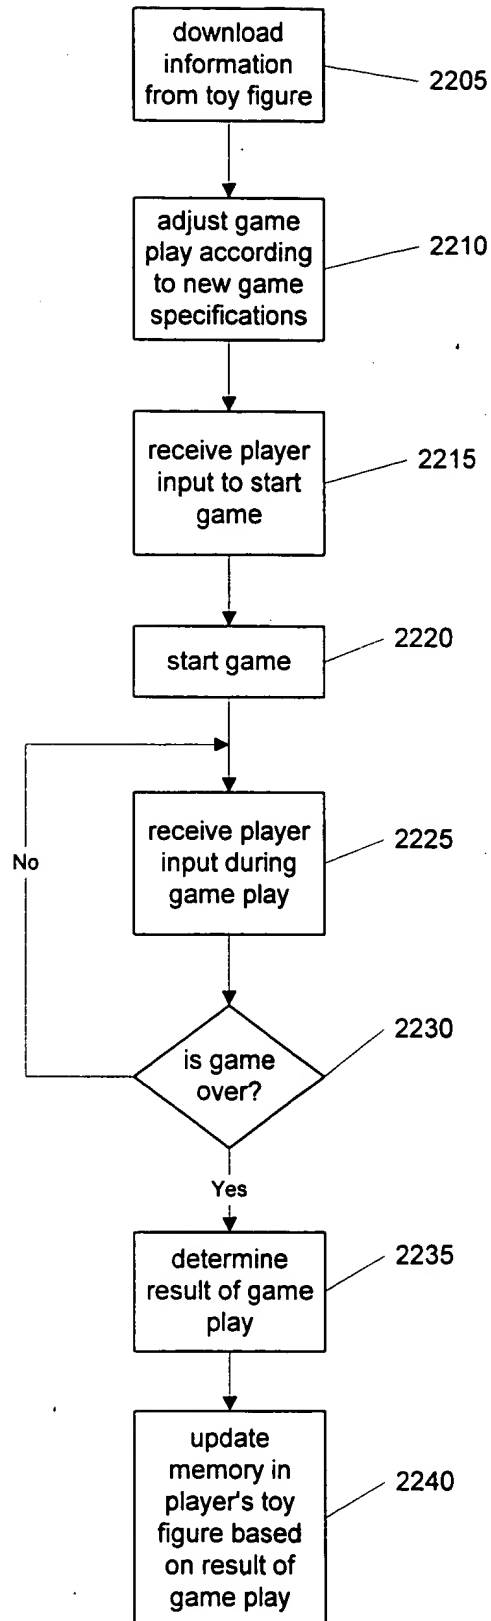 download
information
from toy figure
2205
adjust game
play according
to new game
specifications
2210
receive player
input to start
game
2215
start game
2220
receive player
input during
game play
2225
No
is game
over?
2230
Yes
determine
result of game
play
2235
update
memory in
player's toy
figure based
on result of
game play
2240